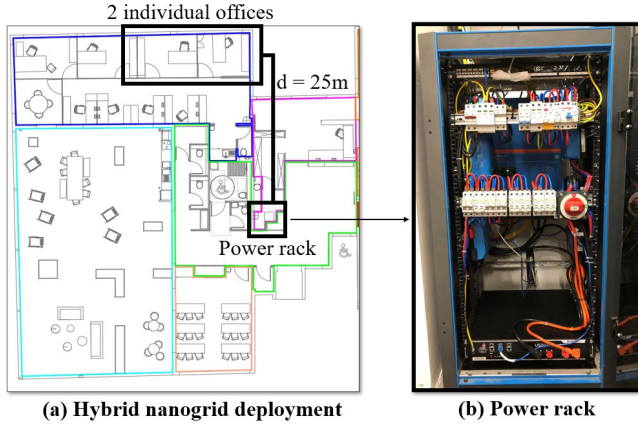 2 individual offices
d = 25m
Power rack
(a) Hybrid nanogrid deployment
(b) Power rack